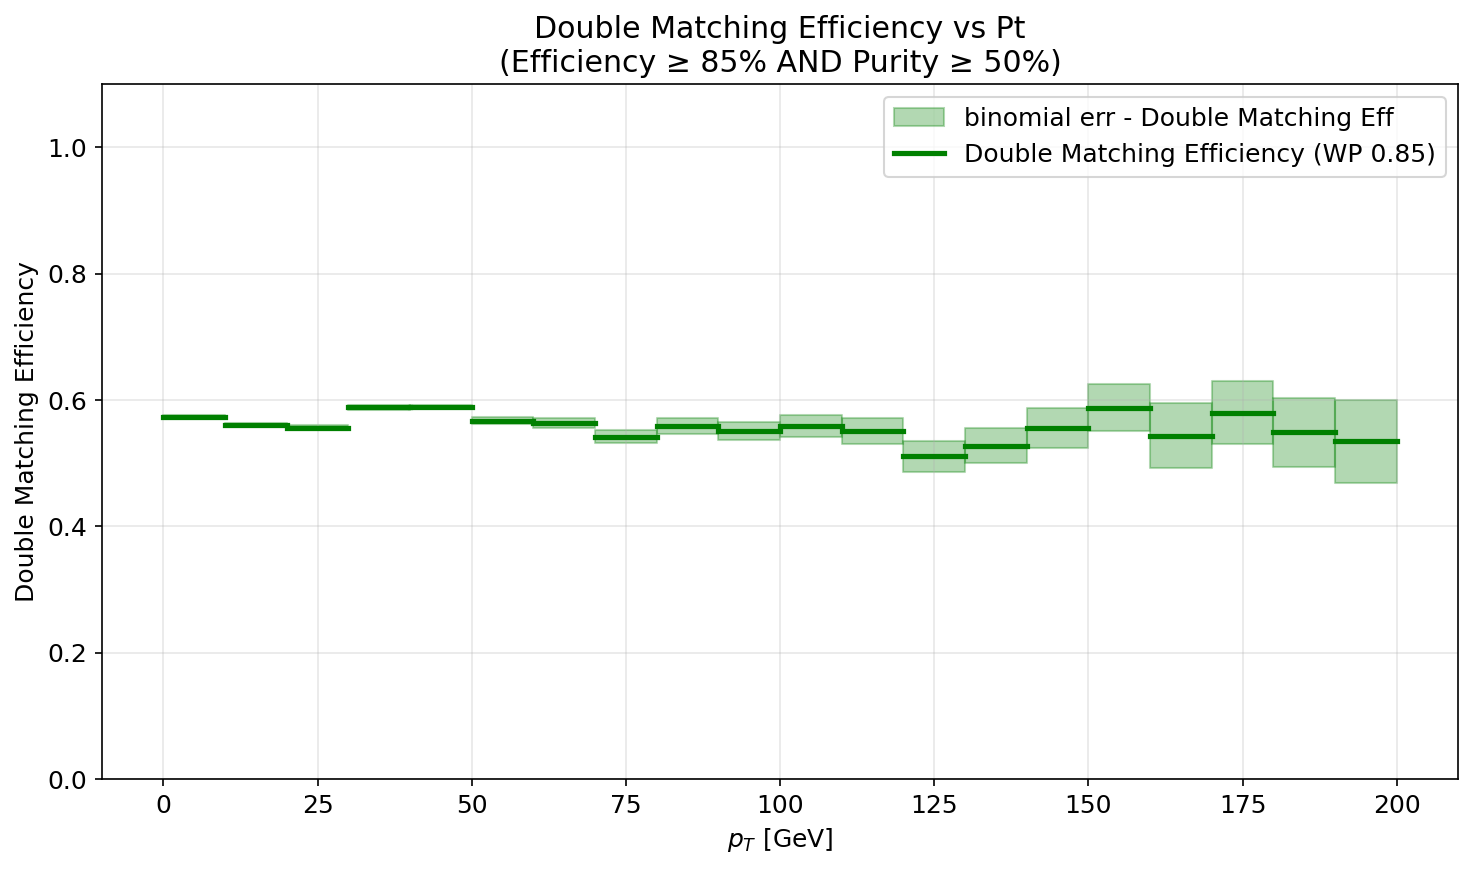 Double Matching Efficiency vs Pt
(Efficiency ≥ 85% AND Purity ≥ 50%)
binomial err - Double Matching Eff
Double Matching Efficiency (WP 0.85)
Double Matching Efficiency
1.0
0.8
0.6
0.4
0.2
0.0
0 25 50 75 100 125 150 175 200
p_T [GeV]